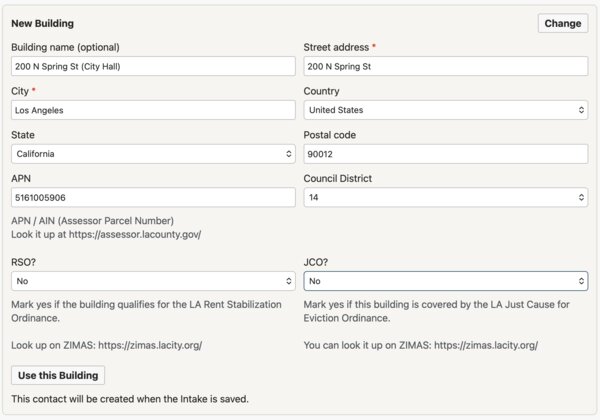 New Building
Change
Building name (optional)
Street address *
200 N Spring St (City Hall)
200 N Spring St
City *
Country
Los Angeles
United States
State
Postal code
California
90012
APN
Council District
5161005906
14
APN / AIN (Assessor Parcel Number)
Look it up at https://assessor.lacounty.gov/
RSO?
JCO?
No
No
Mark yes if the building qualifies for the LA Rent Stabilization
Ordinance.
Mark yes if this building is covered by the LA Just Cause for
Eviction Ordinance.
Look up on ZIMAS: https://zimas.lacity.org/
You can look it up on ZIMAS: https://zimas.lacity.org/
Use this Building
This contact will be created when the Intake is saved.